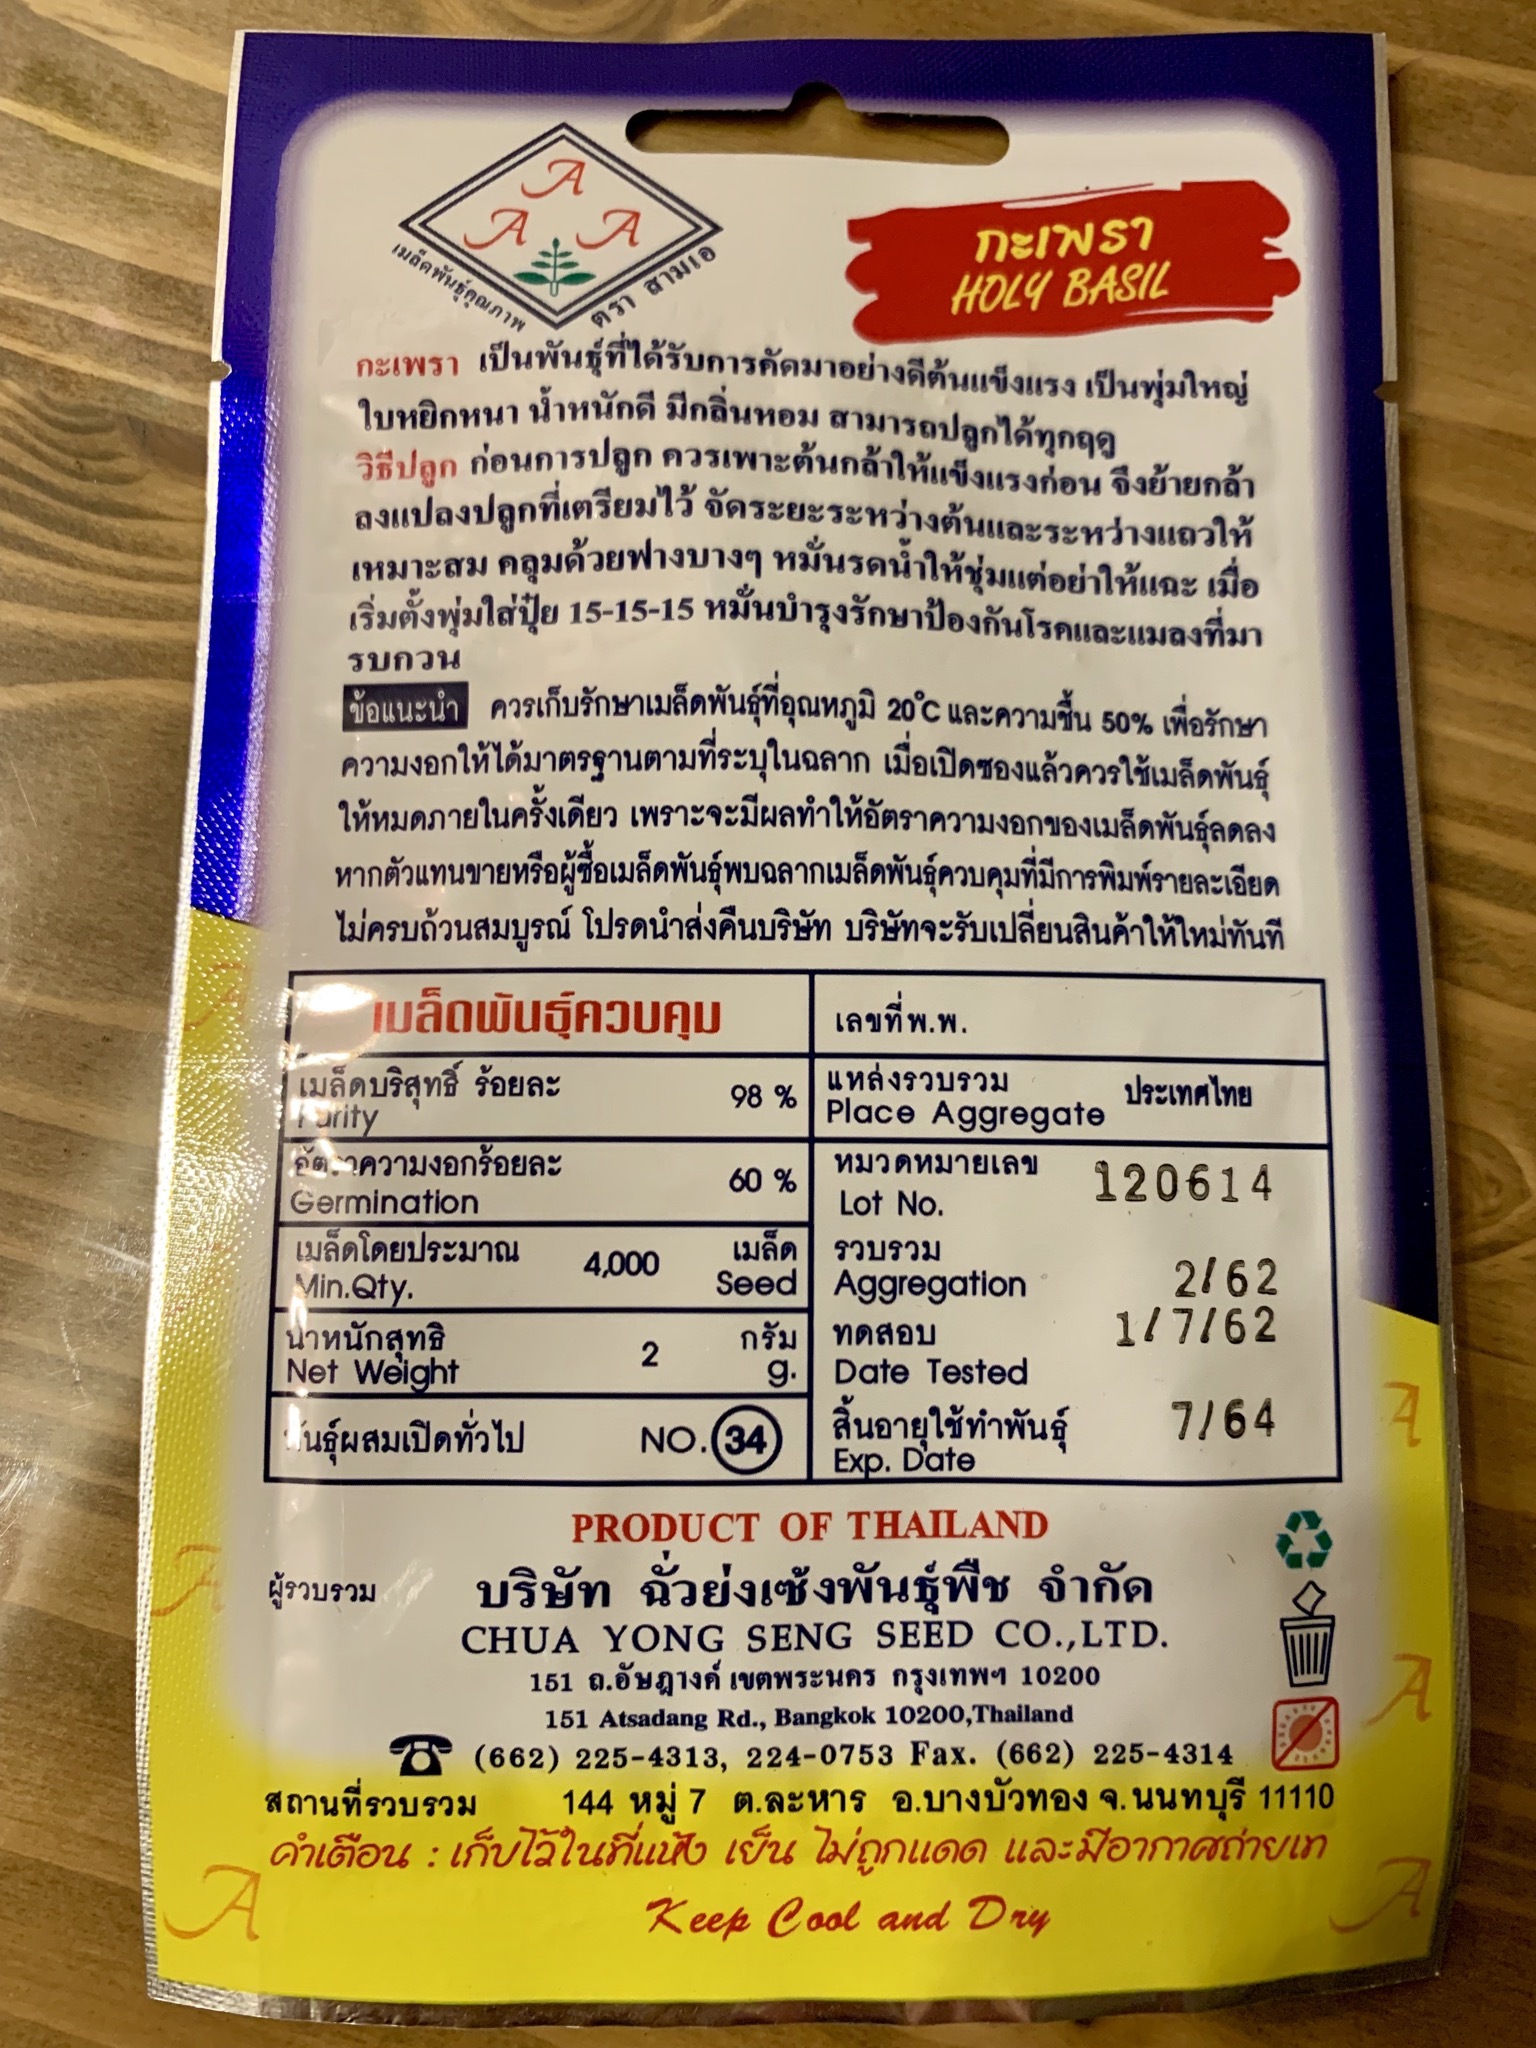 A
A A
เมล็ดพันธุ์คุณภาพ ตรา สามเอ
กะเพรา
HOLY BASIL
กะเพรา เป็นพันธุ์ที่ได้รับการคัดมาอย่างดีต้นแข็งแรง เป็นพุ่มใหญ่
ใบหยิกหนา น้ำหนักดี มีกลิ่นหอม สามารถปลูกได้ทุกฤดู
วิธีปลูก ก่อนการปลูก ควรเพาะต้นกล้าให้แข็งแรงก่อน จึงย้ายกล้า
ลงแปลงปลูกที่เตรียมไว้ จัดระยะระหว่างต้นและระหว่างแถวให้
เหมาะสม คลุมด้วยฟางบางๆ หมั่นรดน้ำให้ชุ่มแต่อย่าให้แฉะ เมื่อ
เริ่มตั้งพุ่มใส่ปุ๋ย 15-15-15 หมั่นบำรุงรักษาป้องกันโรคและแมลงที่มา
รบกวน
ข้อแนะนำ ควรเก็บรักษาเมล็ดพันธุ์ที่อุณหภูมิ 20°C และความชื้น 50% เพื่อรักษา
ความงอกให้ได้มาตรฐานตามที่ระบุในฉลาก เมื่อเปิดซองแล้วควรใช้เมล็ดพันธุ์
ให้หมดภายในครั้งเดียว เพราะจะมีผลทำให้อัตราความงอกของเมล็ดพันธุ์ลดลง
หากตัวแทนขายหรือผู้ซื้อเมล็ดพันธุ์พบฉลากเมล็ดพันธุ์ควบคุมที่มีการพิมพ์รายละเอียด
ไม่ครบถ้วนสมบูรณ์ โปรดนำส่งคืนบริษัท บริษัทจะรับเปลี่ยนสินค้าให้ใหม่ทันที
เมล็ดพันธุ์ควบคุม
เลขที่พ.พ.
เมล็ดบริสุทธิ์ ร้อยละ
Purity 98 %
แหล่งรวบรวม ประเทศไทย
Place Aggregate
อัตราความงอกร้อยละ
Germination 60 %
หมวดหมายเลข 120614
Lot No.
เมล็ดโดยประมาณ 4,000 เมล็ด
Min.Qty. Seed
รวบรวม
Aggregation 2/62
น้ำหนักสุทธิ 2 กรัม
Net Weight g.
ทดสอบ 1/7/62
Date Tested
พันธุ์ผสมเปิดทั่วไป NO. 34
สิ้นอายุใช้ทำพันธุ์ 7/64
Exp. Date
PRODUCT OF THAILAND
ผู้รวบรวม บริษัท ฉั่วย่งเซ้งพันธุ์พืช จำกัด
CHUA YONG SENG SEED CO.,LTD.
151 ถ.อัษฎางค์ เขตพระนคร กรุงเทพฯ 10200
151 Atsadang Rd., Bangkok 10200,Thailand
(662) 225-4313, 224-0753 Fax. (662) 225-4314
สถานที่รวบรวม 144 หมู่ 7 ต.ละหาร อ.บางบัวทอง จ.นนทบุรี 11110
คำเตือน : เก็บไว้ในที่แห้ง เย็น ไม่ถูกแดด และมีอากาศถ่ายเท
Keep Cool and Dry